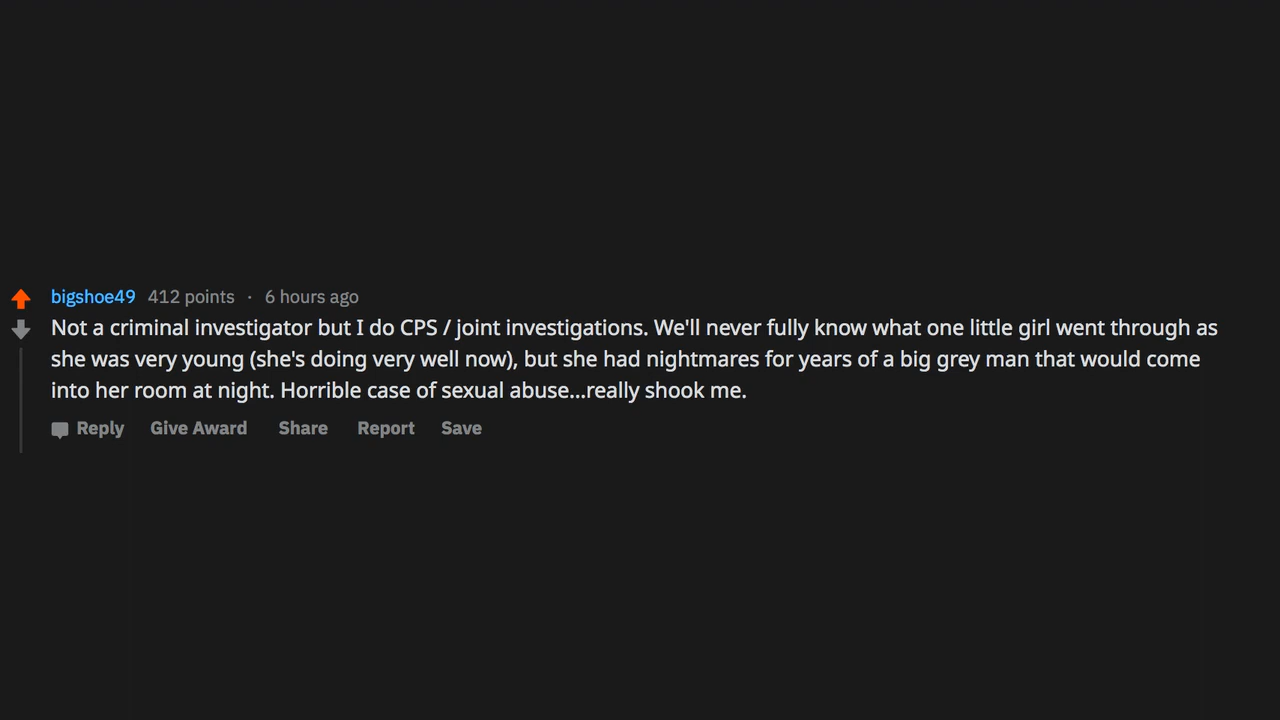 bigshoe49 412 points · 6 hours ago
Not a criminal investigator but I do CPS / joint investigations. We'll never fully know what one little girl went through as
she was very young (she's doing very well now), but she had nightmares for years of a big grey man that would come
into her room at night. Horrible case of sexual abuse...really shook me.
Reply Give Award Share Report Save